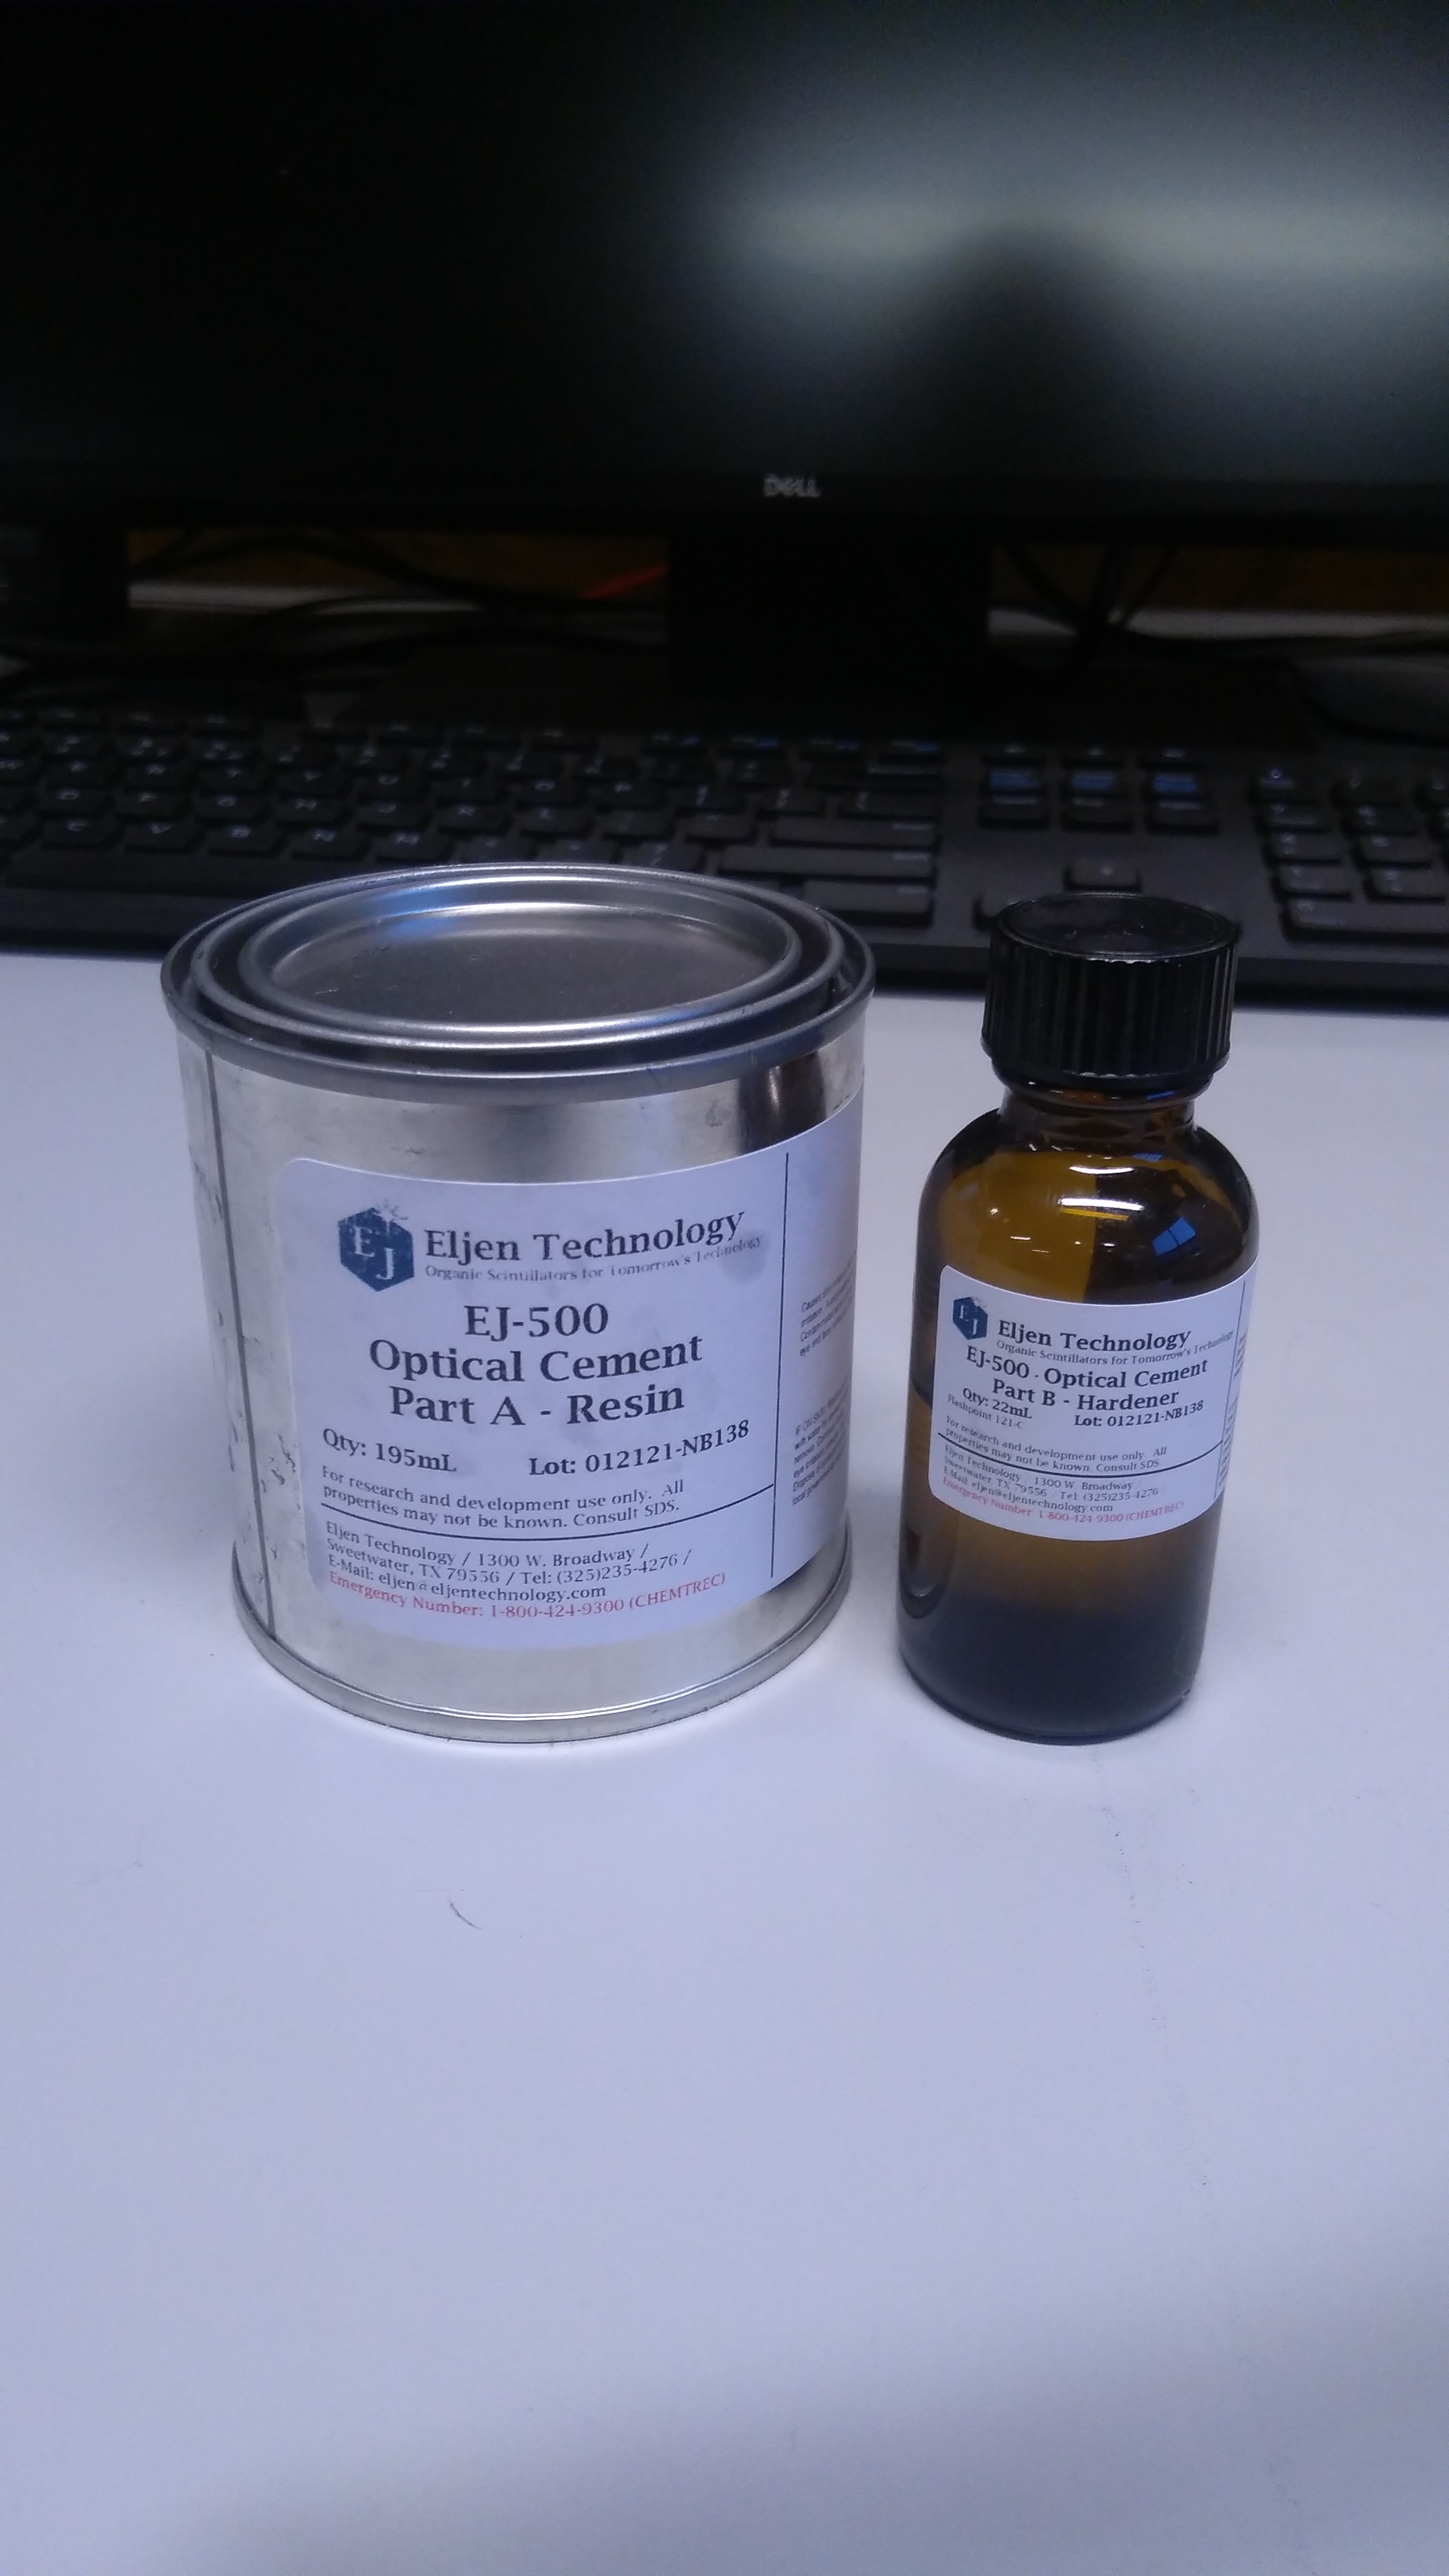 DELL
EJ
Eljen Technology
Organic Scintillators for Tomorrow's Technology
EJ-500
Optical Cement
Part A - Resin
Qty: 195mL
Lot: 012121-NB138
For research and development use only. All
properties may not be known. Consult SDS.
Eljen Technology / 1300 W. Broadway /
Sweetwater, TX 79556 / Tel: (325)235-4276 /
E-Mail: eljen@eljentechnology.com
Emergency Number: 1-800-424-9300 (CHEMTREC)
EJ
Eljen Technology
Organic Scintillators for Tomorrow's Technology
EJ-500 - Optical Cement
Part B - Hardener
Qty: 22mL
Lot: 012121-NB138
Flashpoint 121°C
For research and development use only. All
properties may not be known. Consult SDS
Eljen Technology / 1300 W. Broadway
Sweetwater, TX 79556 / Tel: (325)235-4276 /
E-Mail: eljen@eljentechnology.com
Emergency Number: 1-800-424-9300 (CHEMTREC)